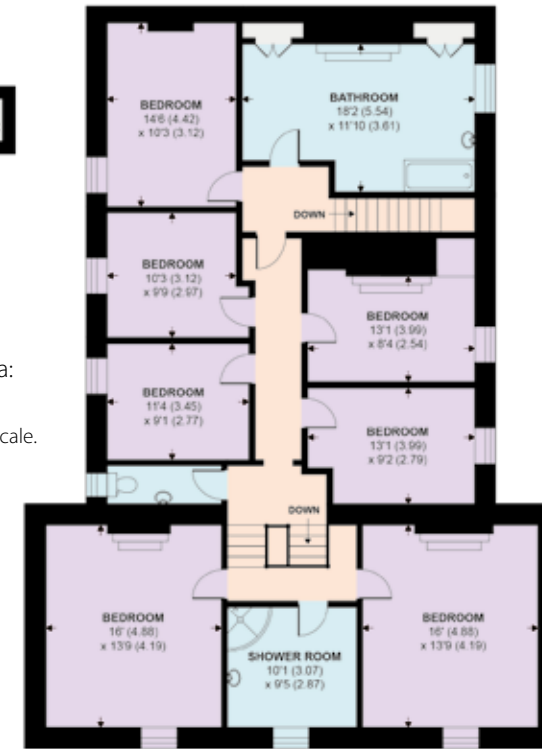 BEDROOM
14'6 (4.42)
x 10'3 (3.12)
BATHROOM
18'2 (5.54)
x 11'10 (3.61)
DOWN
BEDROOM
10'3 (3.12)
x 9'9 (2.97)
BEDROOM
13'1 (3.99)
x 8'4 (2.54)
a:
BEDROOM
11'4 (3.45)
x 9'1 (2.77)
cale.
BEDROOM
13'1 (3.99)
x 9'2 (2.79)
DOWN
BEDROOM
16' (4.88)
x 13'9 (4.19)
SHOWER ROOM
10'1 (3.07)
x 9'5 (2.87)
BEDROOM
16' (4.88)
x 13'9 (4.19)